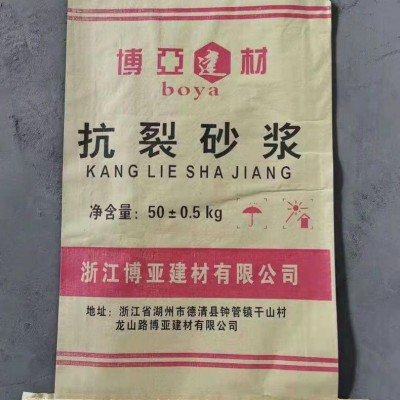 博亞建材
boya
抗裂砂浆
KANG LIE SHA JIANG
净含量：50±0.5 kg
浙江博亚建材有限公司
地址：浙江省湖州市德清县钟管镇干山村
龙山路博亚建材有限公司